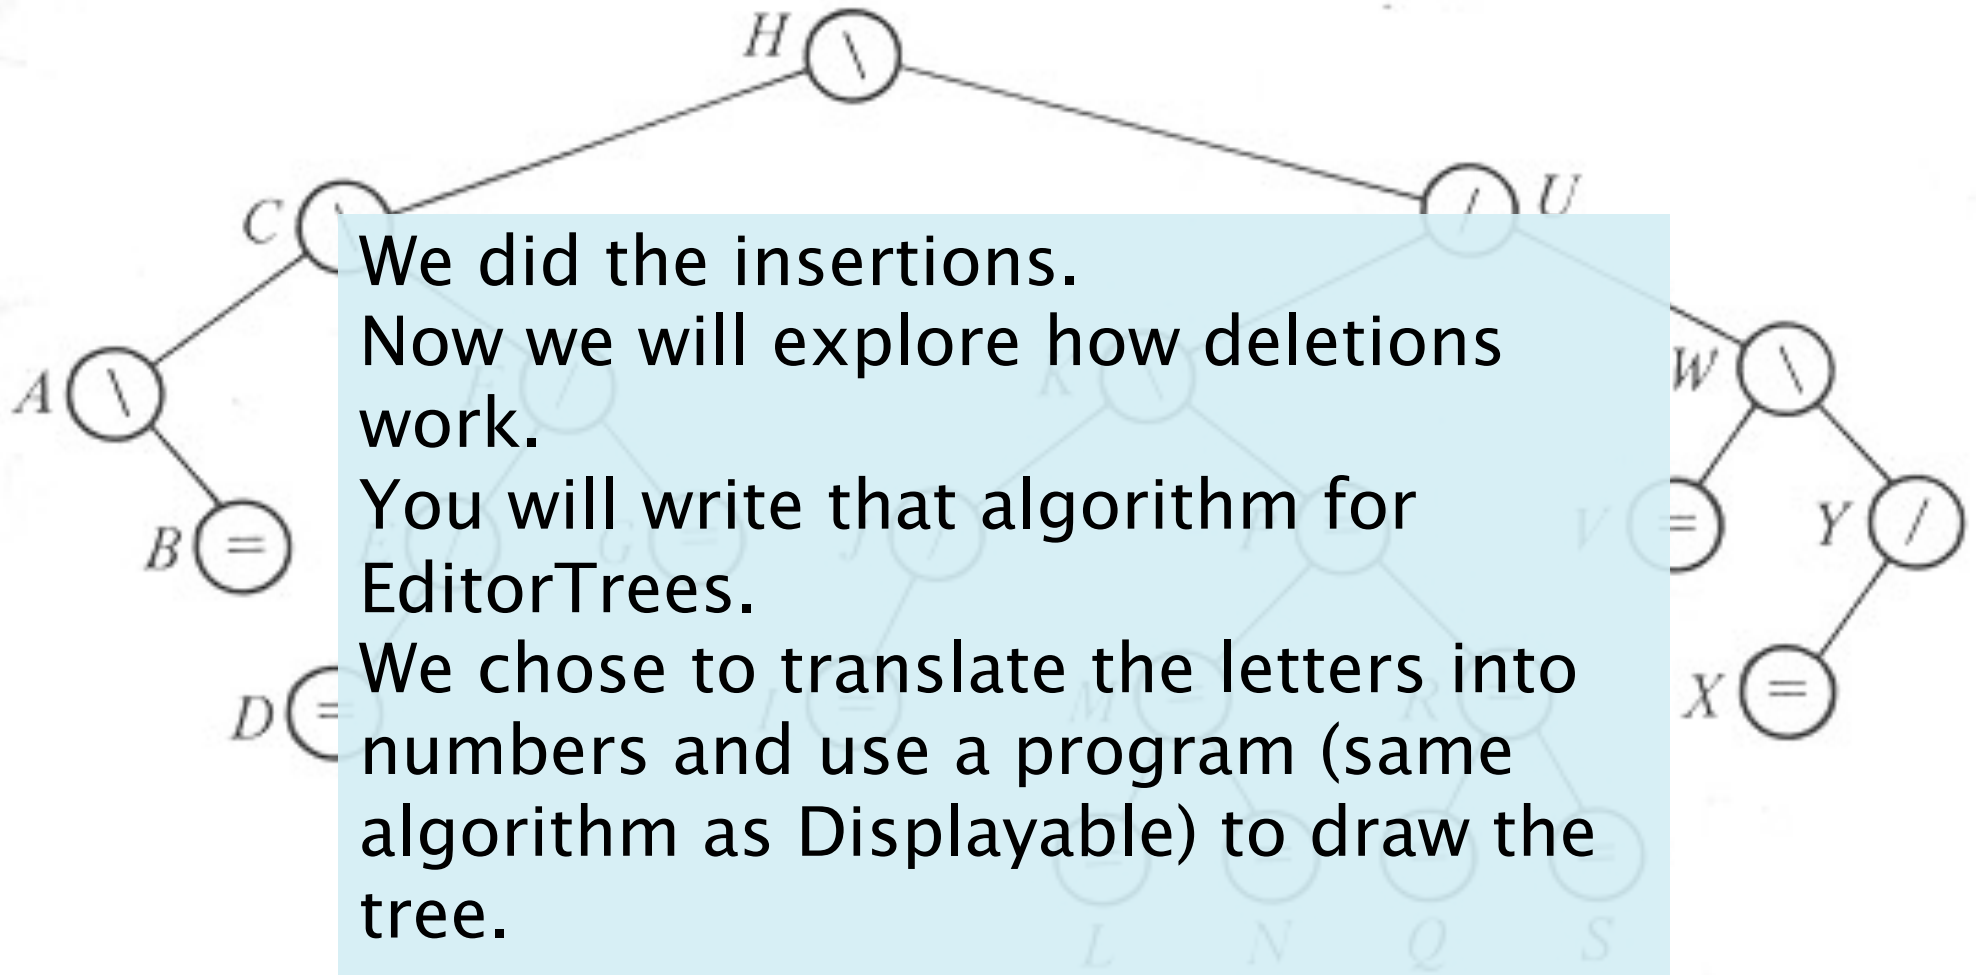 H \
C \ / U
We did the insertions.
Now we will explore how deletions
A \ K \ W \
work.
You will write that algorithm for
B = G = J / V = Y /
EditorTrees.
We chose to translate the letters into
D = M = R = X =
numbers and use a program (same
algorithm as Displayable) to draw the
tree.
L N Q S